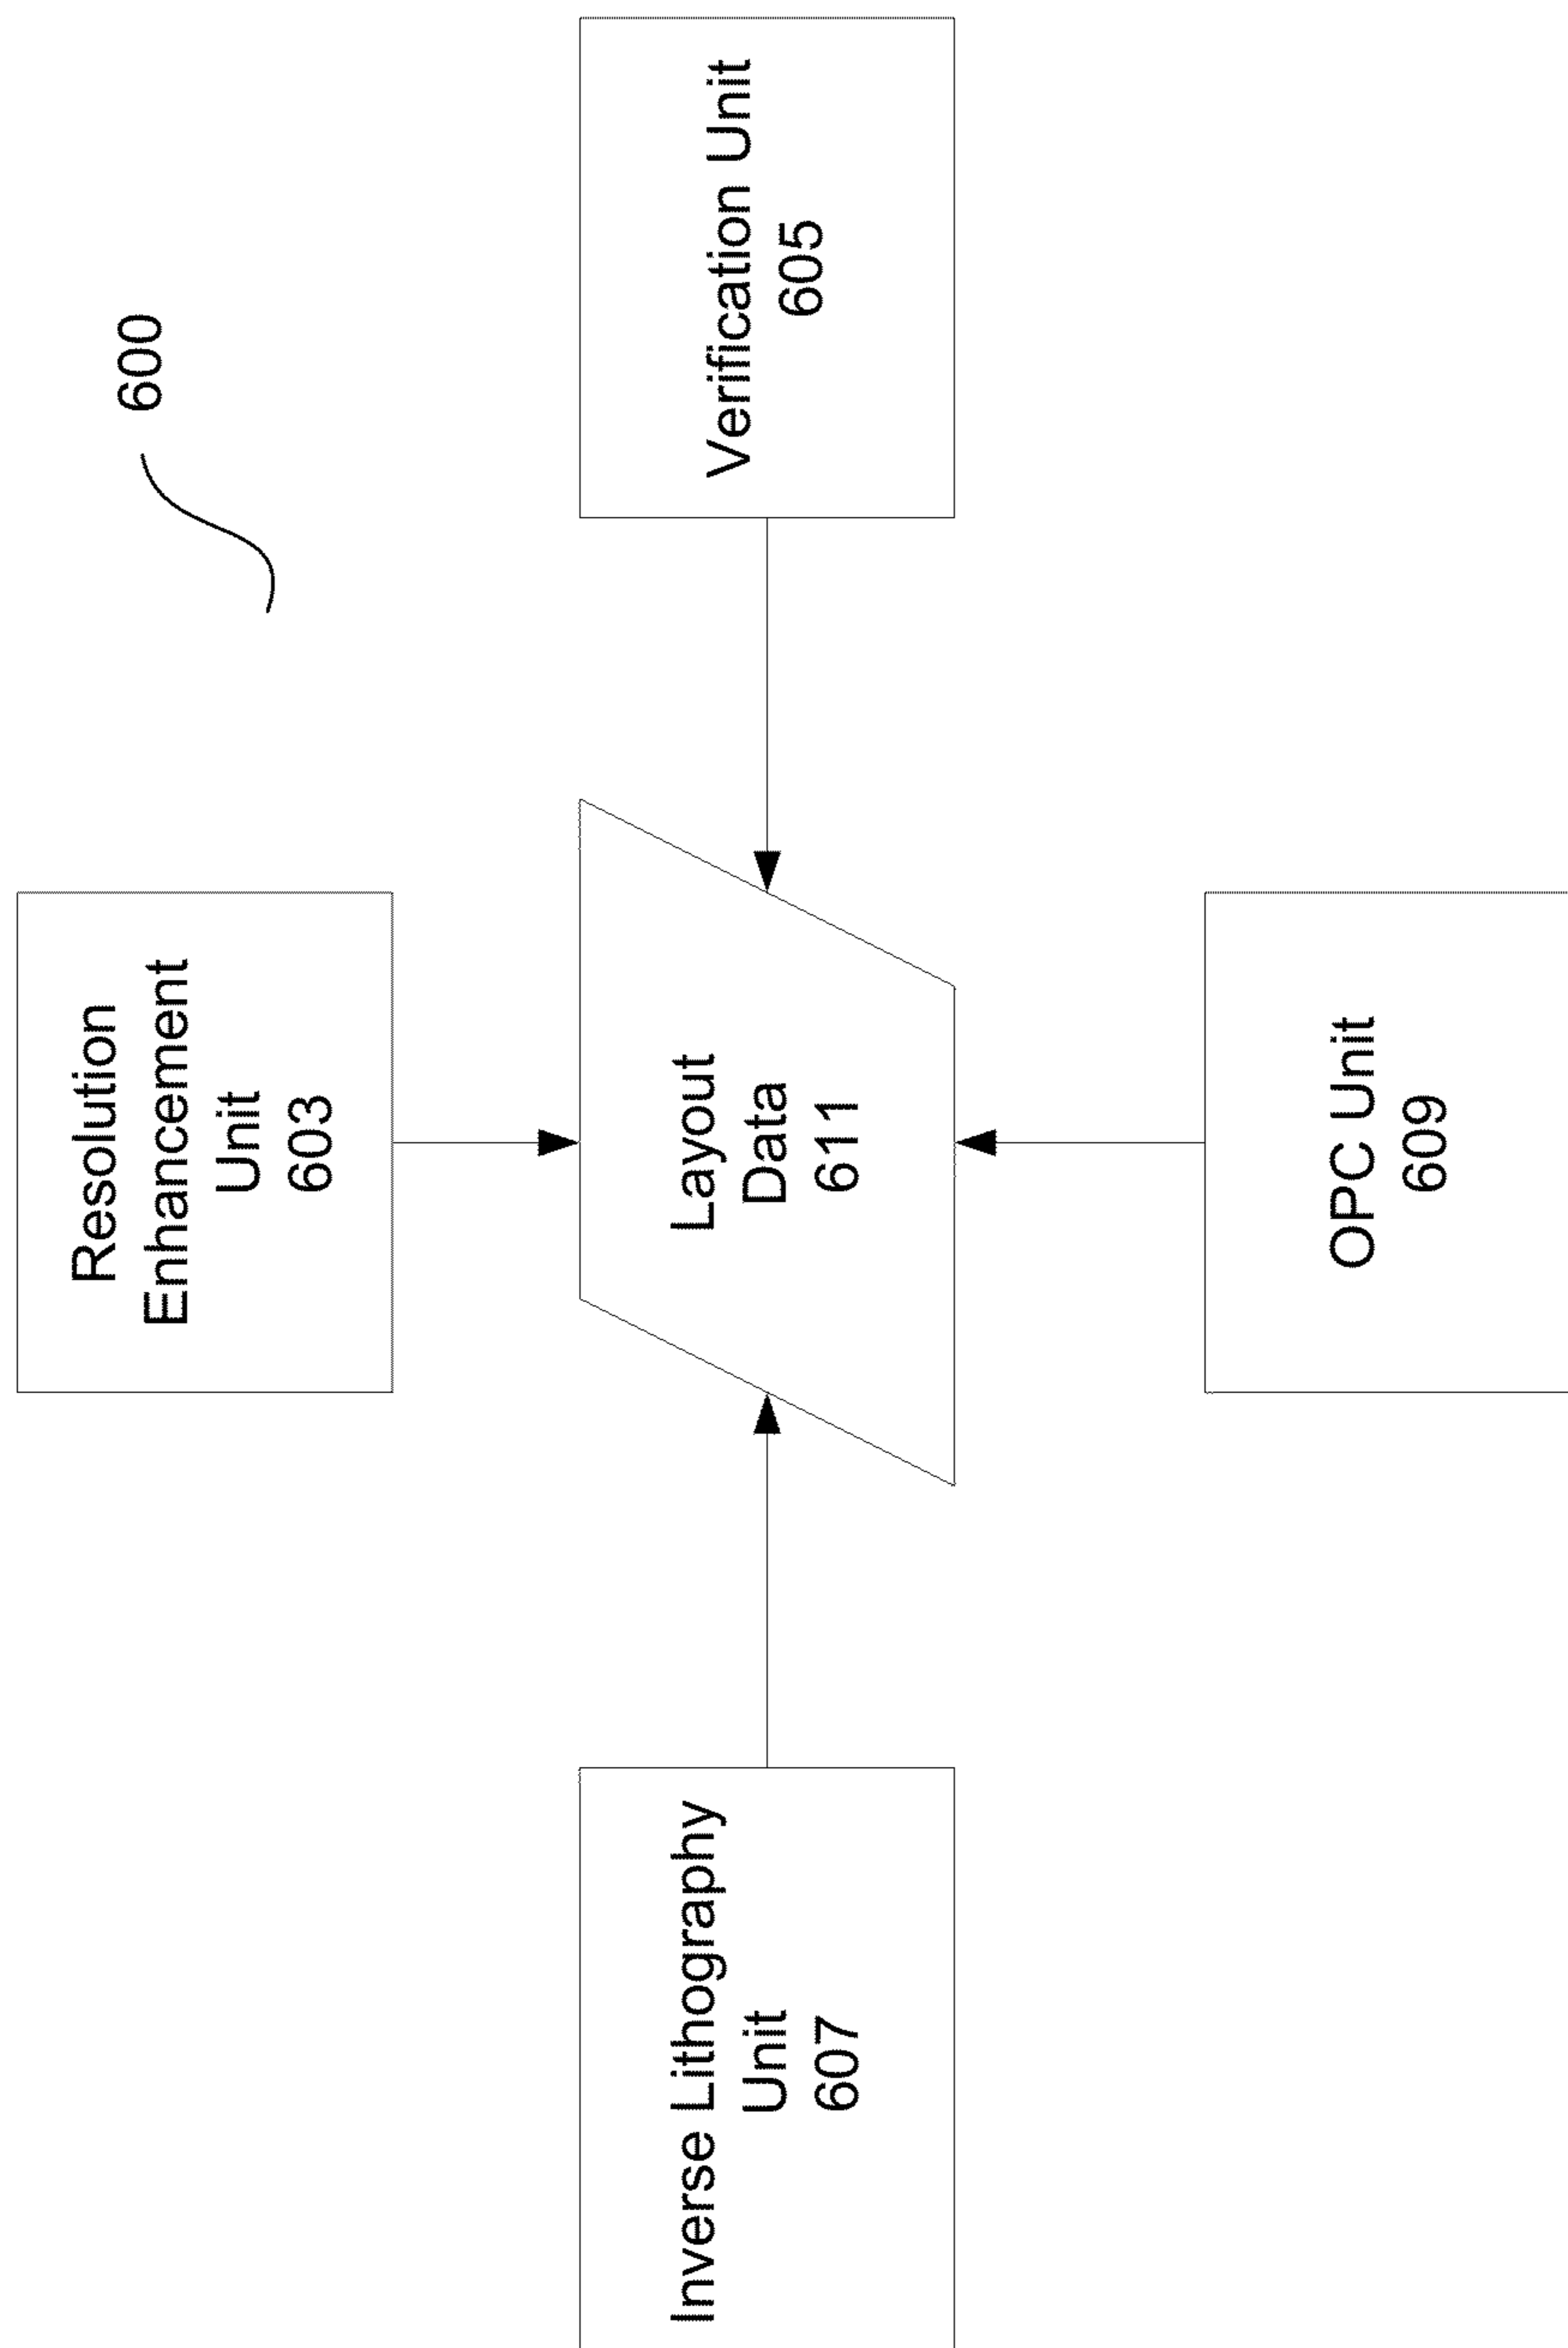 600
Resolution
Enhancement
Unit
603
Inverse Lithography
Unit
607
Layout
Data
611
Verification Unit
605
OPC Unit
609